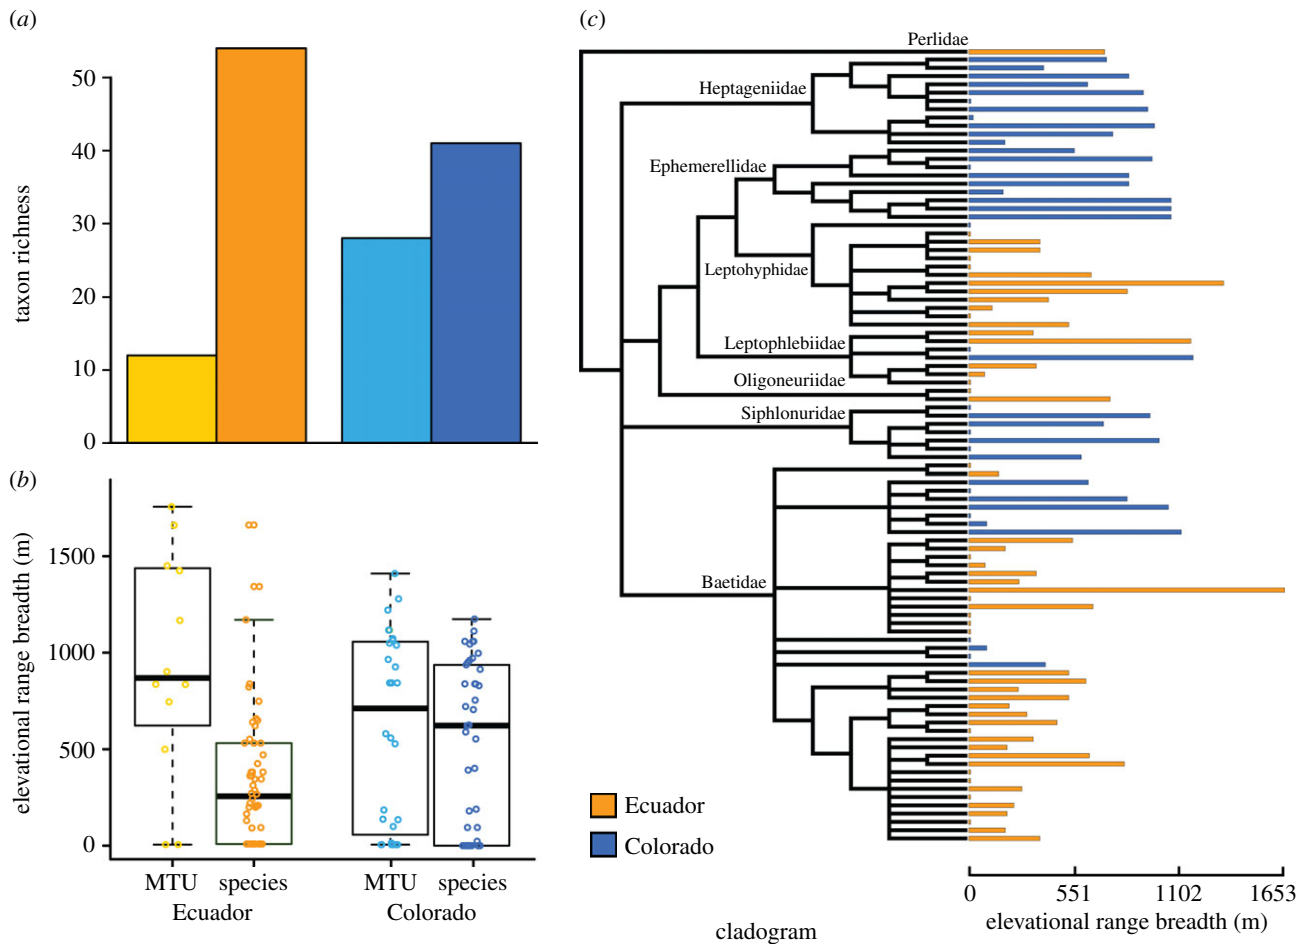 (a)
taxon richness
50
40
30
20
10
0
(b)
elevational range breadth (m)
1500
1000
500
0
MTU species MTU species
Ecuador Colorado
(c)
Perlidae
Heptageniidae
Ephemerellidae
Leptohyphidae
Leptophlebiidae
Oligoneuriidae
Siphlonuridae
Baetidae
Ecuador
Colorado
0 551 1102 1653
elevational range breadth (m)
cladogram